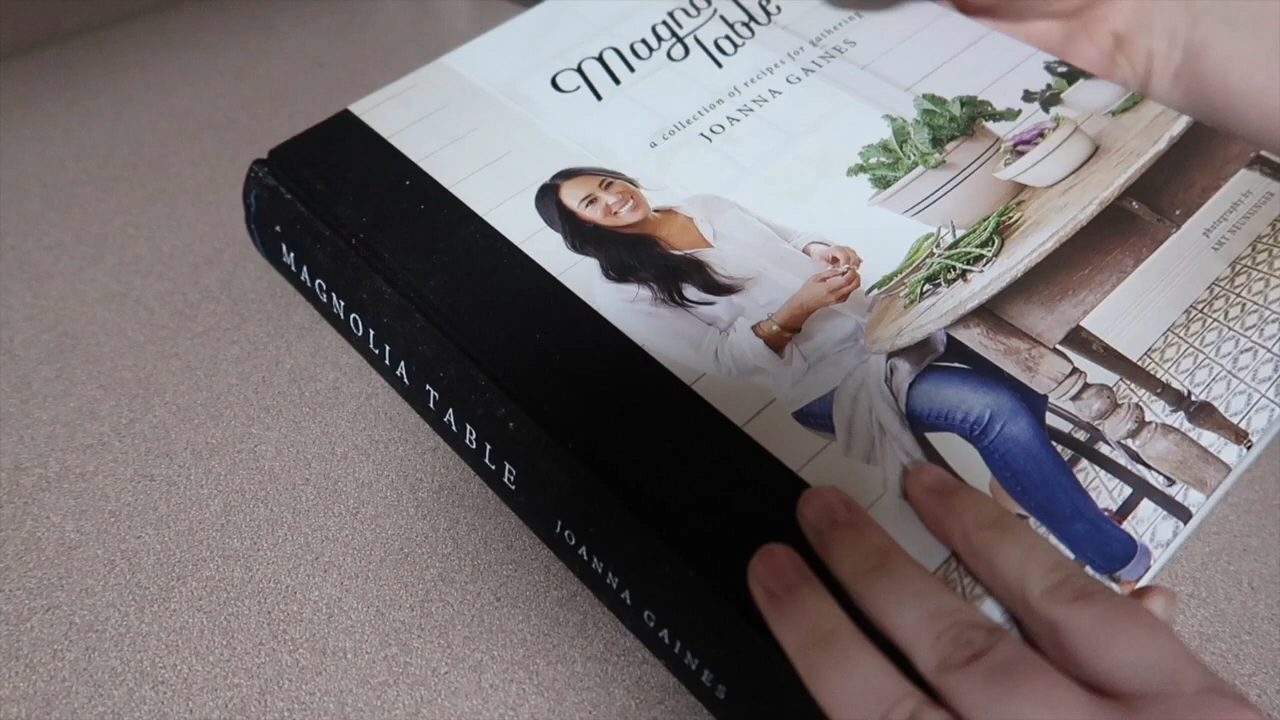 Magno
Table
a collection of recipes for gathering
JOANNA GAINES
photography by
AMY NEUNSINGER
MAGNOLIA TABLE
JOANNA GAINES